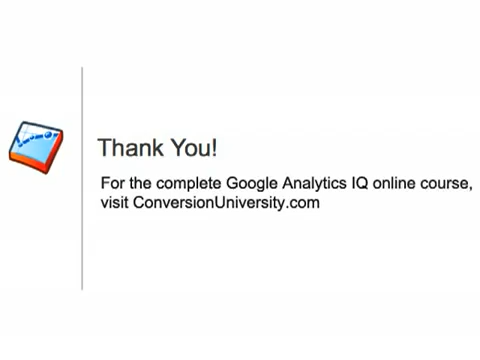 Thank You!
For the complete Google Analytics IQ online course,
visit ConversionUniversity.com